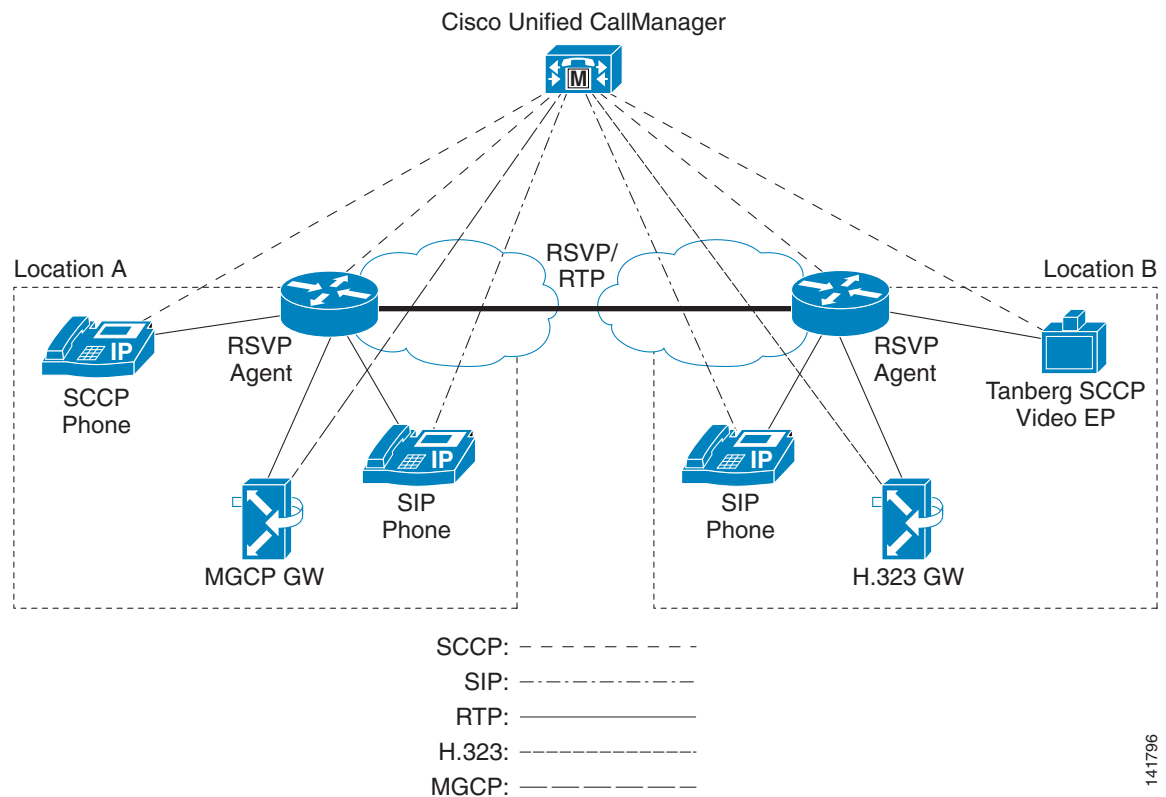 Cisco Unified CallManager
M
RSVP/
RTP
Location A
Location B
IP
SCCP
Phone
RSVP
Agent
RSVP
Agent
Tanberg SCCP
Video EP
IP
SIP
Phone
IP
SIP
Phone
MGCP GW
H.323 GW
SCCP:
SIP:
RTP:
H.323:
MGCP:
141796